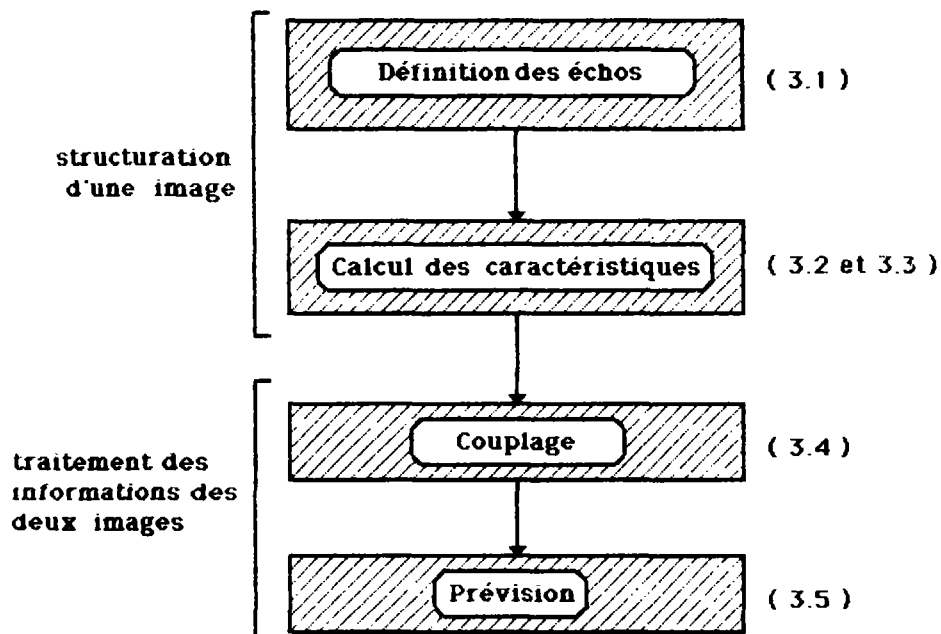 Définition des échos
( 3.1 )
structuration
d'une image
Calcul des caractéristiques
( 3.2 et 3.3 )
Couplage
( 3.4 )
traitement des
informations des
deux images
Prévision
( 3.5 )